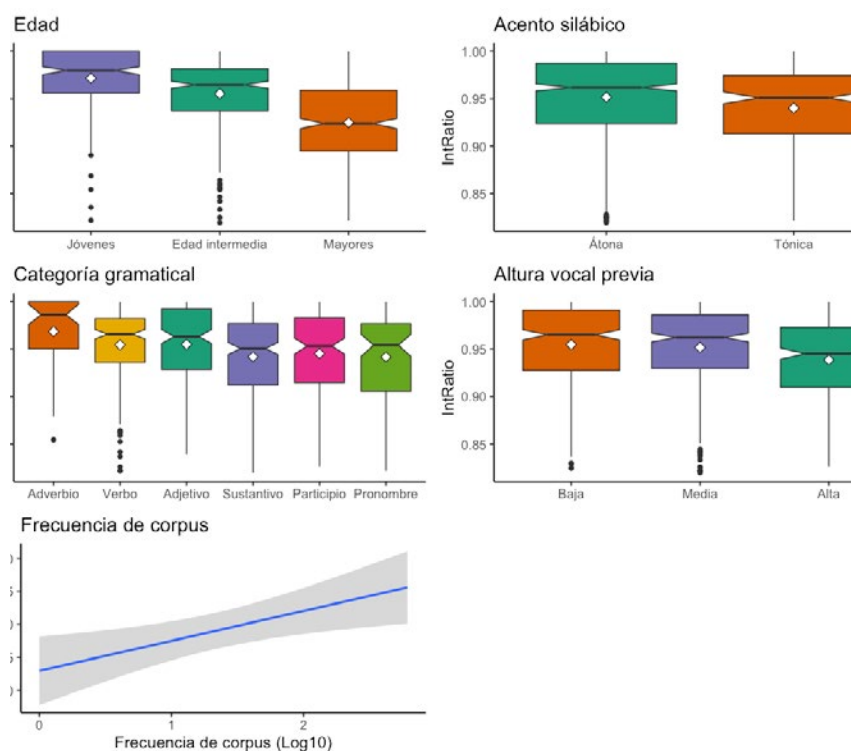 Edad
Jóvenes
Edad intermedia
Mayores
Acento silábico
IntRatio
1.00
0.95
0.90
0.85
Átona
Tónica
Categoría gramatical
Adverbio
Verbo
Adjetivo
Sustantivo
Participio
Pronombre
Altura vocal previa
IntRatio
1.00
0.95
0.90
0.85
Baja
Media
Alta
Frecuencia de corpus
0
1
2
Frecuencia de corpus (Log10)